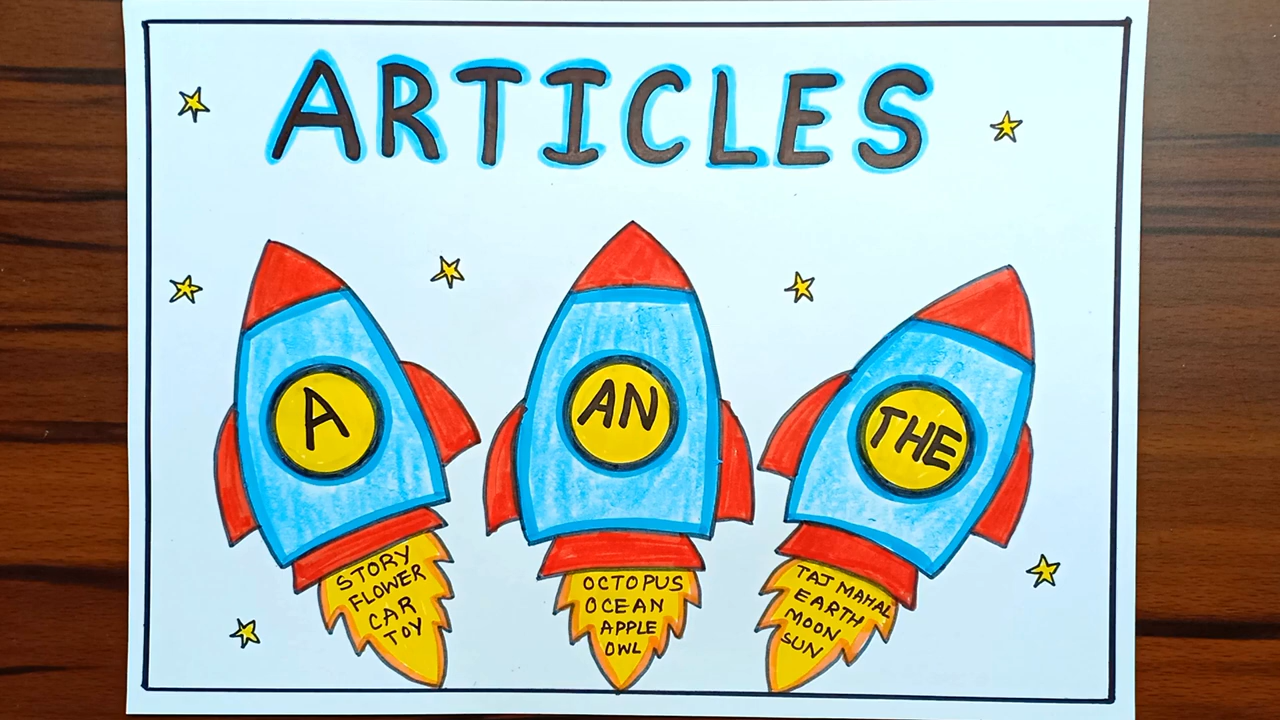 ARTICLES
A
STORY
FLOWER
CAR
TOY
AN
OCTOPUS
OCEAN
APPLE
OWL
THE
TAJ MAHAL
EARTH
MOON
SUN